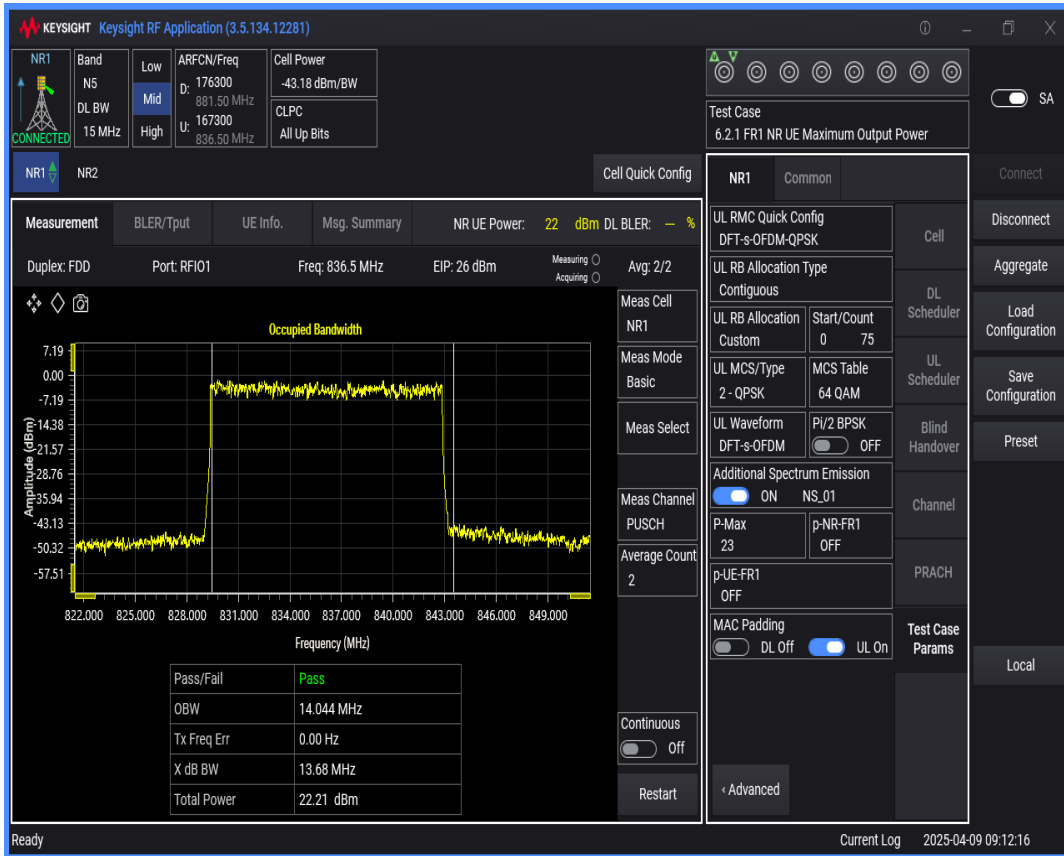 KEYSIGHT Keysight RF Application (3.5.134.12281)
NR1
CONNECTED
Band
N5
DL BW
15 MHz
Low
Mid
High
ARFCN/Freq
D: 176300
881.50 MHz
U: 167300
836.50 MHz
Cell Power
-43.18 dBm/BW
CLPC
All Up Bits
Test Case
6.2.1 FR1 NR UE Maximum Output Power
SA
NR1 NR2 Cell Quick Config
Measurement BLER/Tput UE Info. Msg. Summary NR UE Power: 22 dBm DL BLER: -- %
Duplex: FDD Port: RFIO1 Freq: 836.5 MHz EIP: 26 dBm Measuring Avg: 2/2
Acquiring
Occupied Bandwidth
7.19
0.00
-7.19
-14.38
-21.57
-28.76
-35.94
-43.13
-50.32
-57.51
Amplitude (dBm)
822.000 825.000 828.000 831.000 834.000 837.000 840.000 843.000 846.000 849.000
Frequency (MHz)
Pass/Fail Pass
OBW 14.044 MHz
Tx Freq Err 0.00 Hz
X dB BW 13.68 MHz
Total Power 22.21 dBm
Meas Cell
NR1
Meas Mode
Basic
Meas Select
Meas Channel
PUSCH
Average Count
2
Continuous
Off
Restart
NR1 Common
UL RMC Quick Config
DFT-s-OFDM-QPSK
UL RB Allocation Type
Contiguous
UL RB Allocation
Custom
Start/Count
0 75
UL MCS/Type
2 - QPSK
MCS Table
64 QAM
UL Waveform
DFT-s-OFDM
Pi/2 BPSK
OFF
Additional Spectrum Emission
ON NS_01
P-Max
23
p-NR-FR1
OFF
p-UE-FR1
OFF
MAC Padding
DL Off UL On
‹ Advanced
Cell
DL
Scheduler
UL
Scheduler
Blind
Handover
Channel
PRACH
Test Case
Params
Connect
Disconnect
Aggregate
Load
Configuration
Save
Configuration
Preset
Local
Ready Current Log 2025-04-09 09:12:16